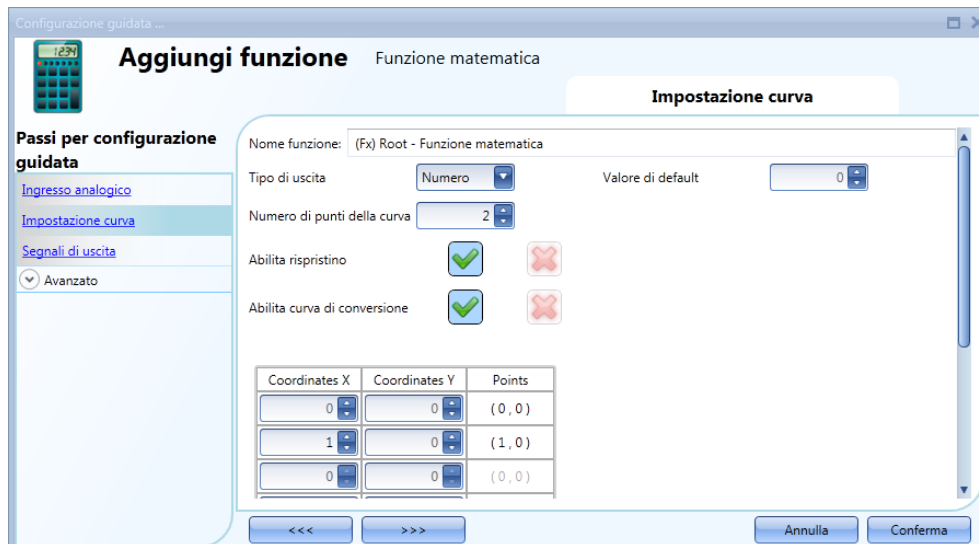 Configurazione guidata ...
1234
Aggiungi funzione Funzione matematica
Impostazione curva
Passi per configurazione
guidata
Ingresso analogico
Impostazione curva
Segnali di uscita
Avanzato
Nome funzione: (Fx) Root - Funzione matematica
Tipo di uscita Numero Valore di default 0
Numero di punti della curva 2
Abilita rispristino
Abilita curva di conversione
Coordinates X Coordinates Y Points
0 0 ( 0 , 0 )
1 0 ( 1 , 0 )
0 0 ( 0 , 0 )
<<< >>> Annulla Conferma